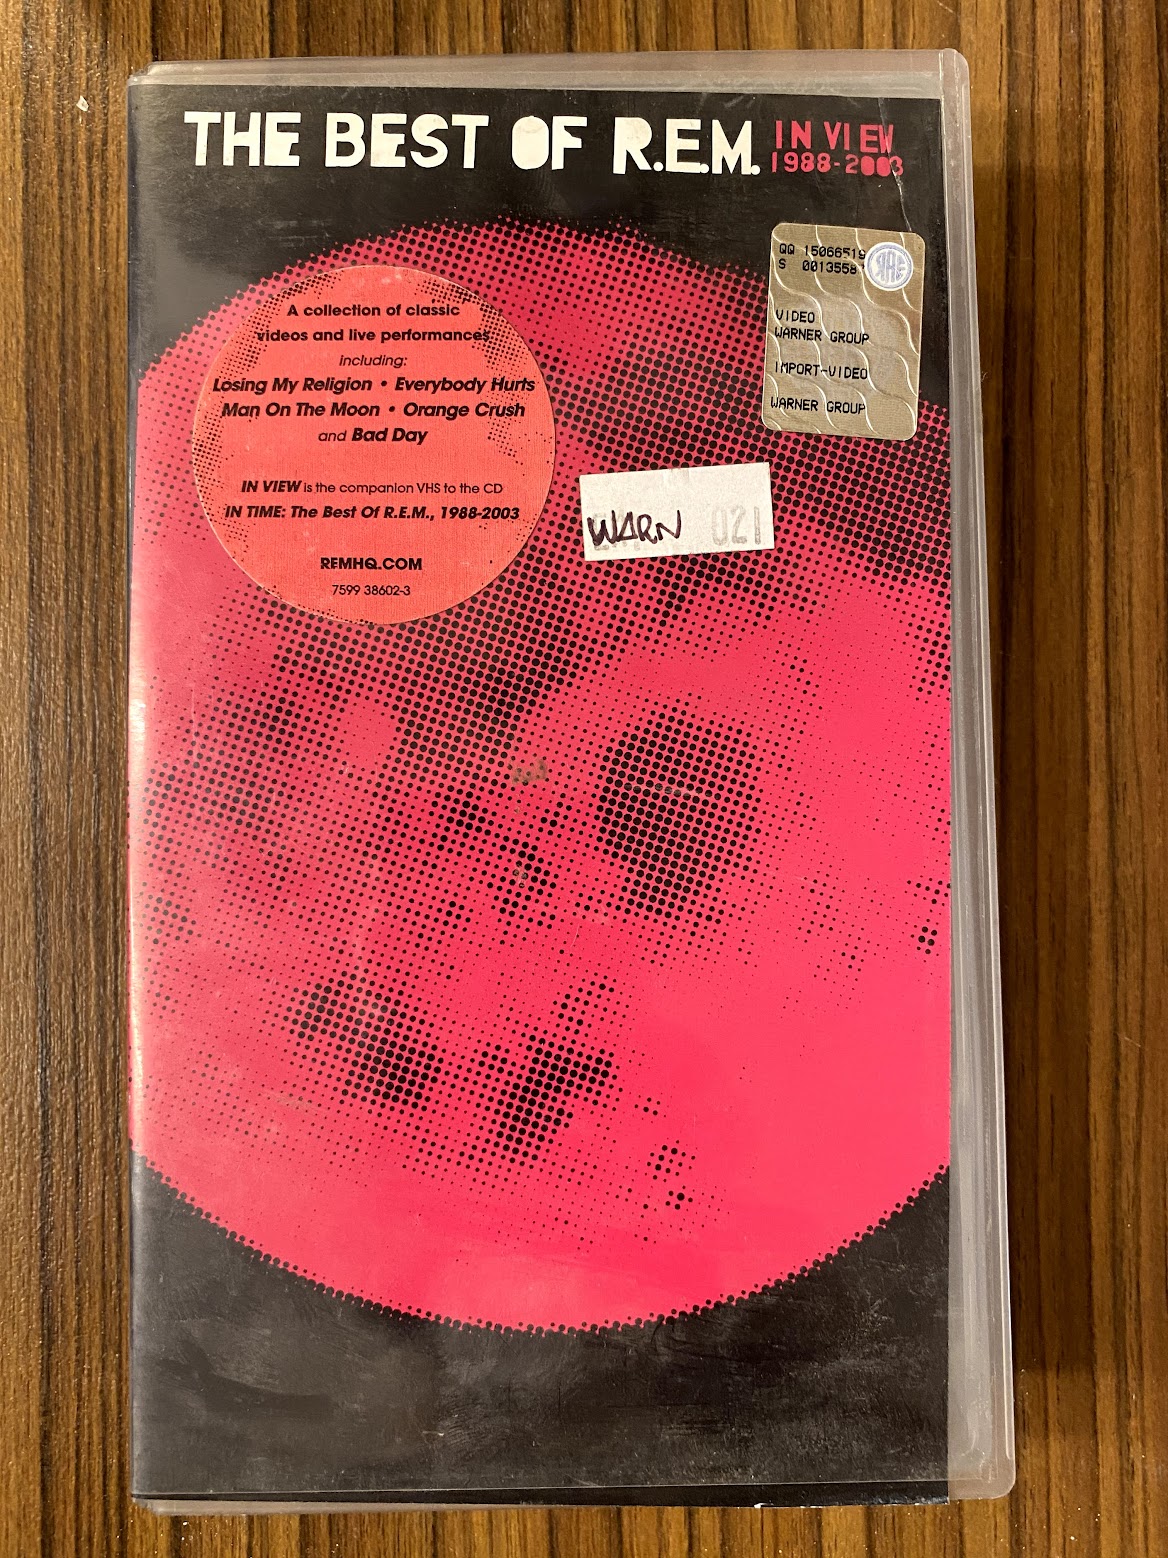 THE BEST OF R.E.M. IN VIEW
1988-2003
QQ 15066519
S 0013558
VIDEO
WARNER GROUP
IMPORT-VIDEO
WARNER GROUP
A collection of classic
videos and live performances
including:
Losing My Religion • Everybody Hurts
Man On The Moon • Orange Crush
and Bad Day
IN VIEW is the companion VHS to the CD
IN TIME: The Best Of R.E.M., 1988-2003
REMHQ.COM
7599 38602-3
WARN 021